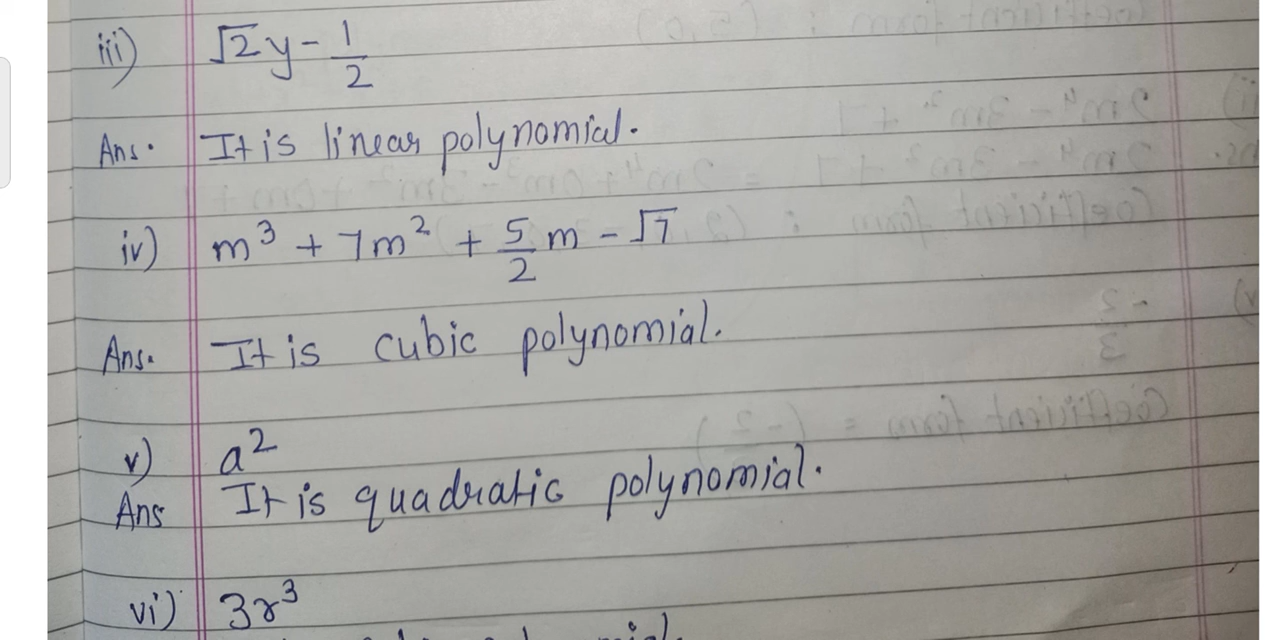 iii) √2y - 1/2
Ans. It is linear polynomial.
iv) m³ + 7m² + 5/2 m - √7
Ans. It is cubic polynomial.
v) a²
Ans It is quadratic polynomial.
vi) 3r³